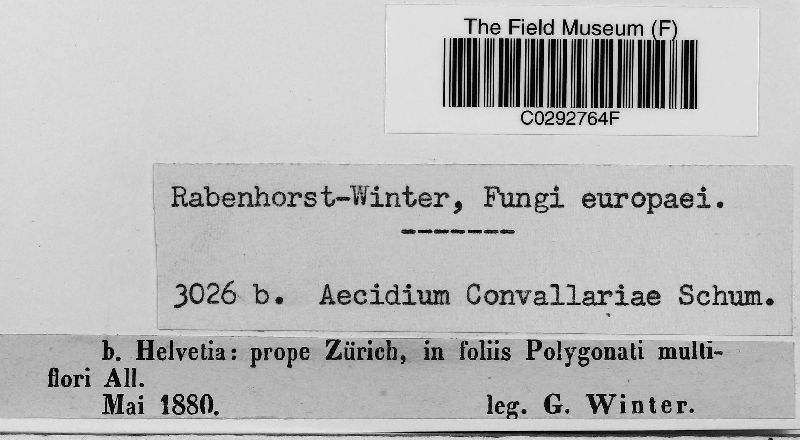 The Field Museum (F)
C0292764F
Rabenhorst-Winter, Fungi europaei.
-------
3026 b. Aecidium Convallariae Schum.
b. Helvetia: prope Zürich, in foliis Polygonati multi-
flori All.
Mai 1880. leg. G. Winter.